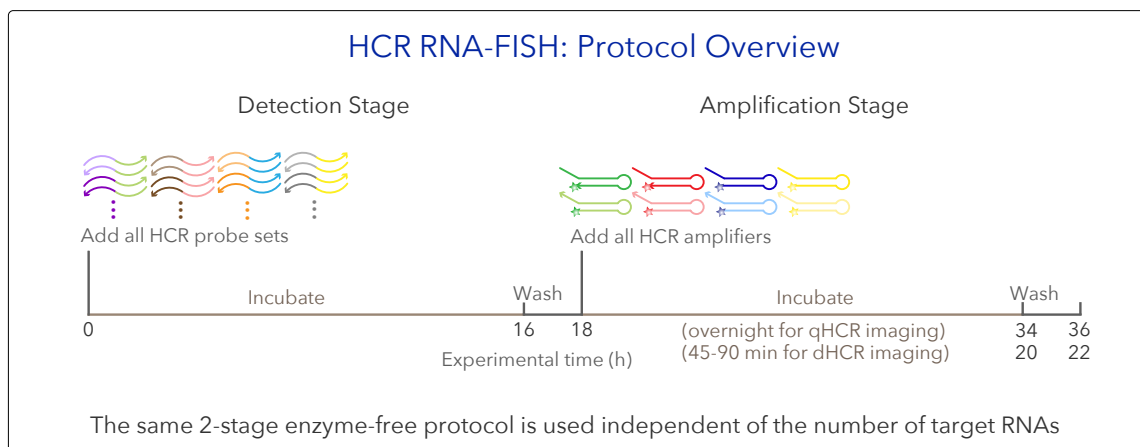 HCR RNA-FISH: Protocol Overview
Detection Stage
Amplification Stage
Add all HCR probe sets
Add all HCR amplifiers
Incubate
Wash
Incubate
Wash
0
16
18
(overnight for qHCR imaging)
34
36
Experimental time (h)
(45-90 min for dHCR imaging)
20
22
The same 2-stage enzyme-free protocol is used independent of the number of target RNAs